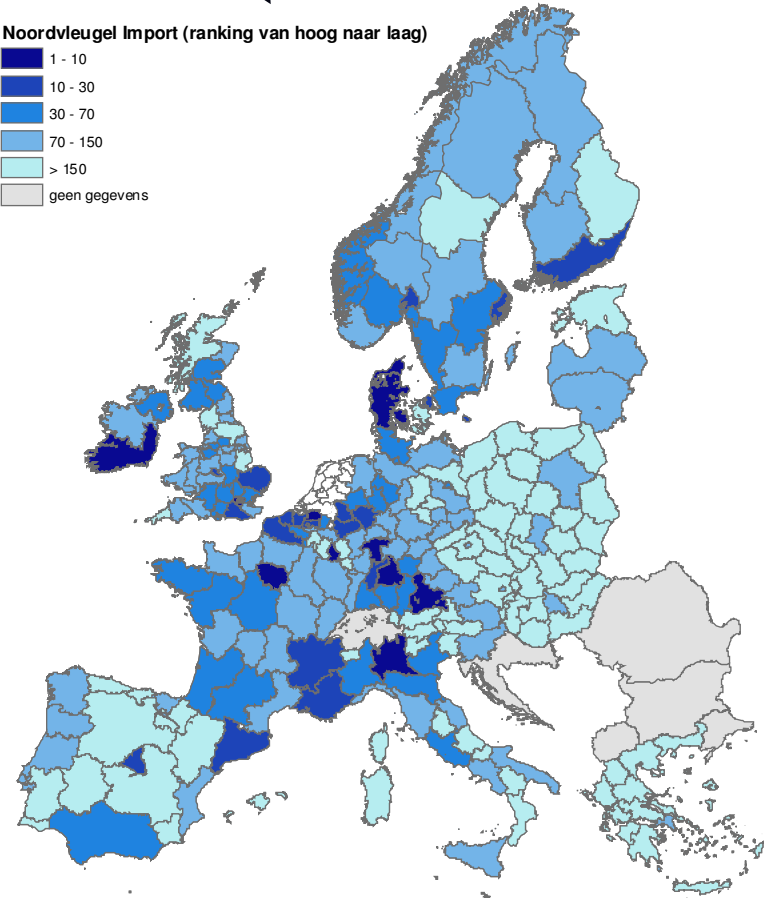 Noordvleugel Import (ranking van hoog naar laag)
1 - 10
10 - 30
30 - 70
70 - 150
> 150
geen gegevens